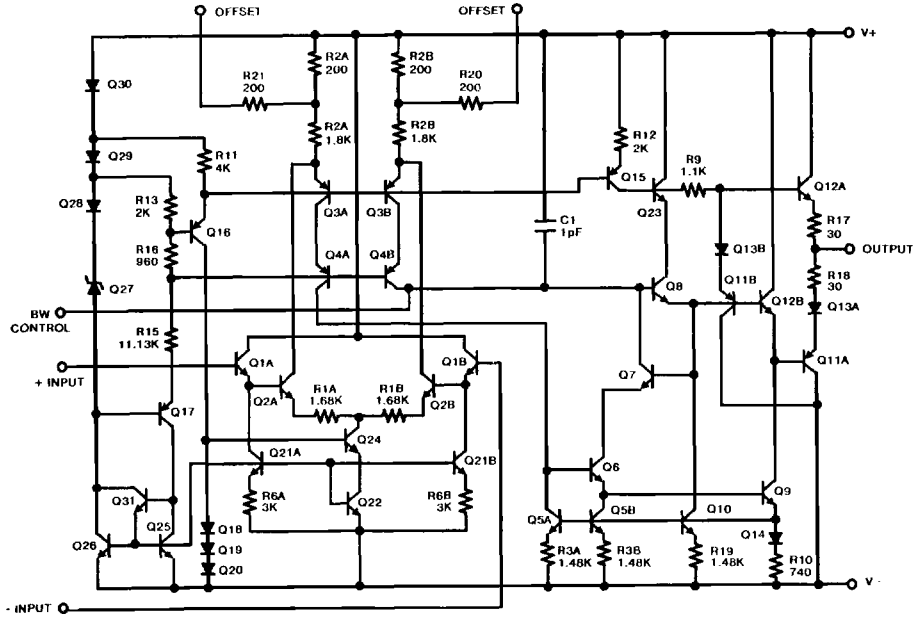 OFFSET
OFFSET
V+
R2A
200
R2B
200
R21
200
R20
200
Q30
R2A
1.8K
R2B
1.8K
R12
2K
R11
4K
Q29
R9
1.1K
Q15
Q12A
Q28
R13
2K
Q3A
Q3B
Q23
R17
30
Q16
C1
1pF
OUTPUT
R16
960
Q4A
Q4B
Q13B
R18
30
Q27
Q8
Q11B
Q12B
Q13A
BW
CONTROL
R15
11.13K
Q1A
Q1B
Q11A
+ INPUT
Q2A
R1A
1.68K
R1B
1.68K
Q2B
Q7
Q17
Q24
Q21A
Q21B
Q6
Q31
R6A
3K
Q22
R6B
3K
Q9
Q26
Q25
Q18
Q5A
Q5B
Q10
Q14
Q19
R3A
1.48K
R3B
1.48K
R19
1.48K
R10
740
Q20
V-
- INPUT